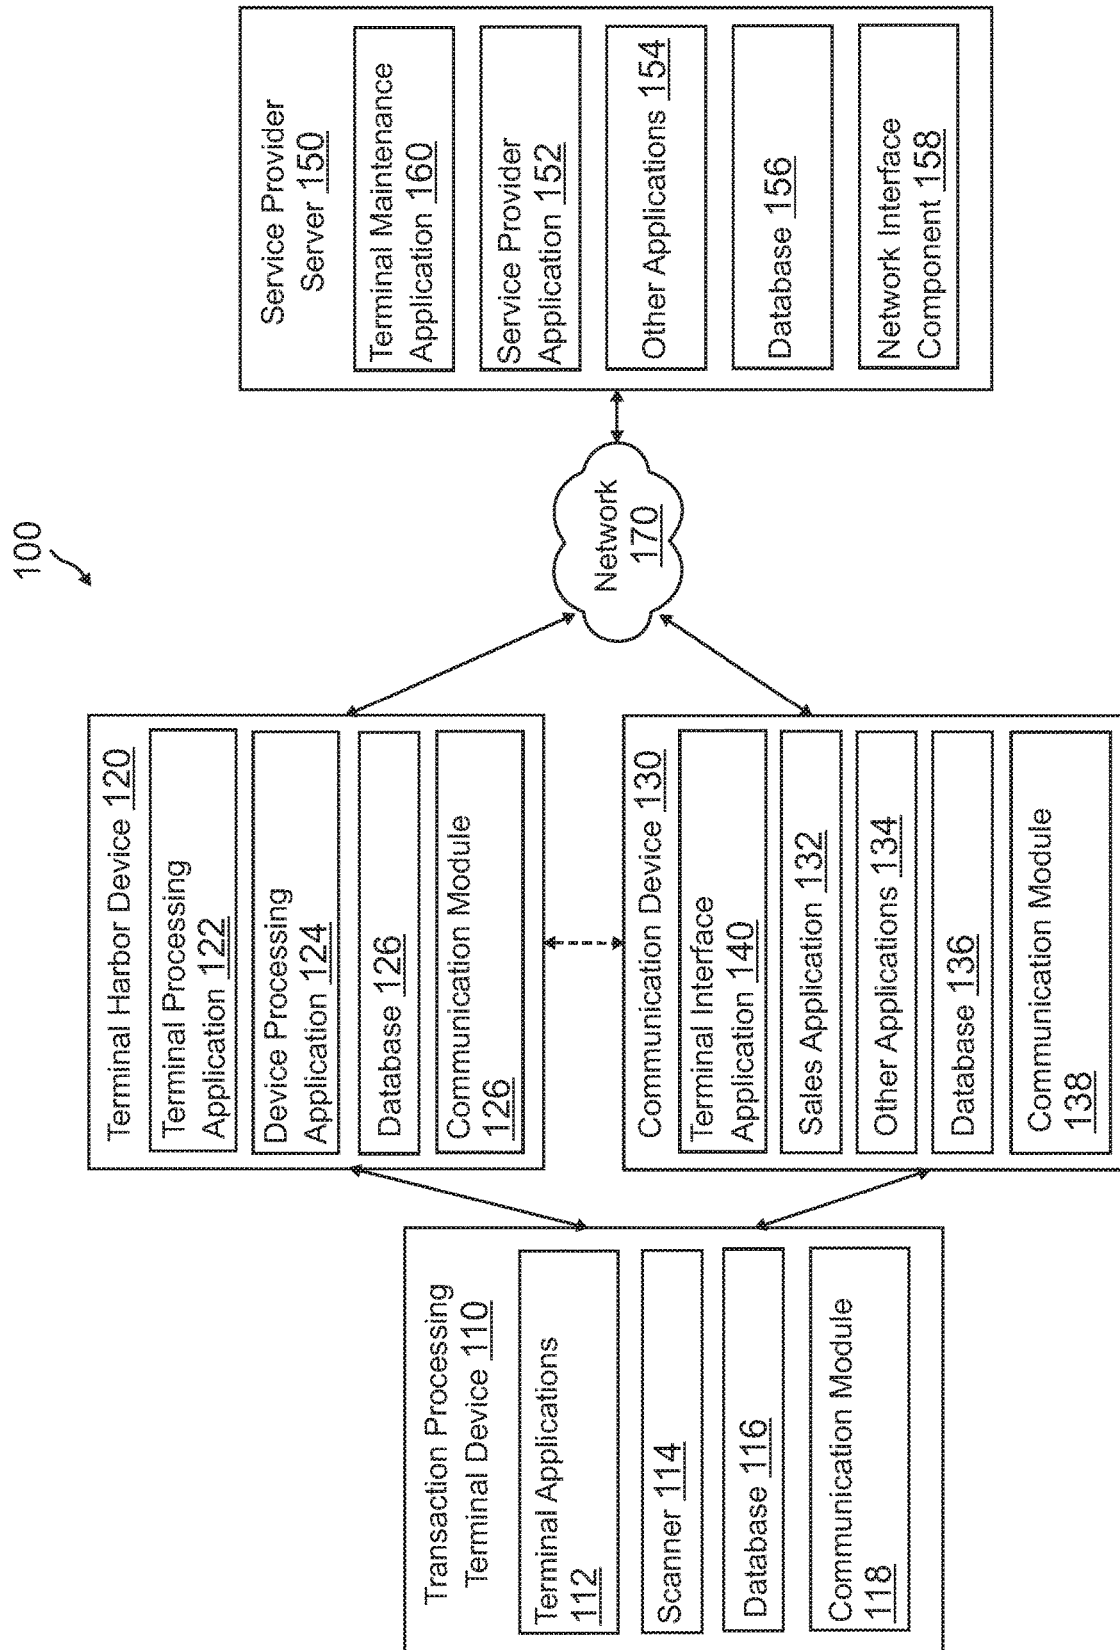 100
Transaction Processing
Terminal Device 110
Terminal Applications
112
Scanner 114
Database 116
Communication Module
118
Terminal Harbor Device 120
Terminal Processing
Application 122
Device Processing
Application 124
Database 126
Communication Module
126
Communication Device 130
Terminal Interface
Application 140
Sales Application 132
Other Applications 134
Database 136
Communication Module
138
Network
170
Service Provider
Server 150
Terminal Maintenance
Application 160
Service Provider
Application 152
Other Applications 154
Database 156
Network Interface
Component 158